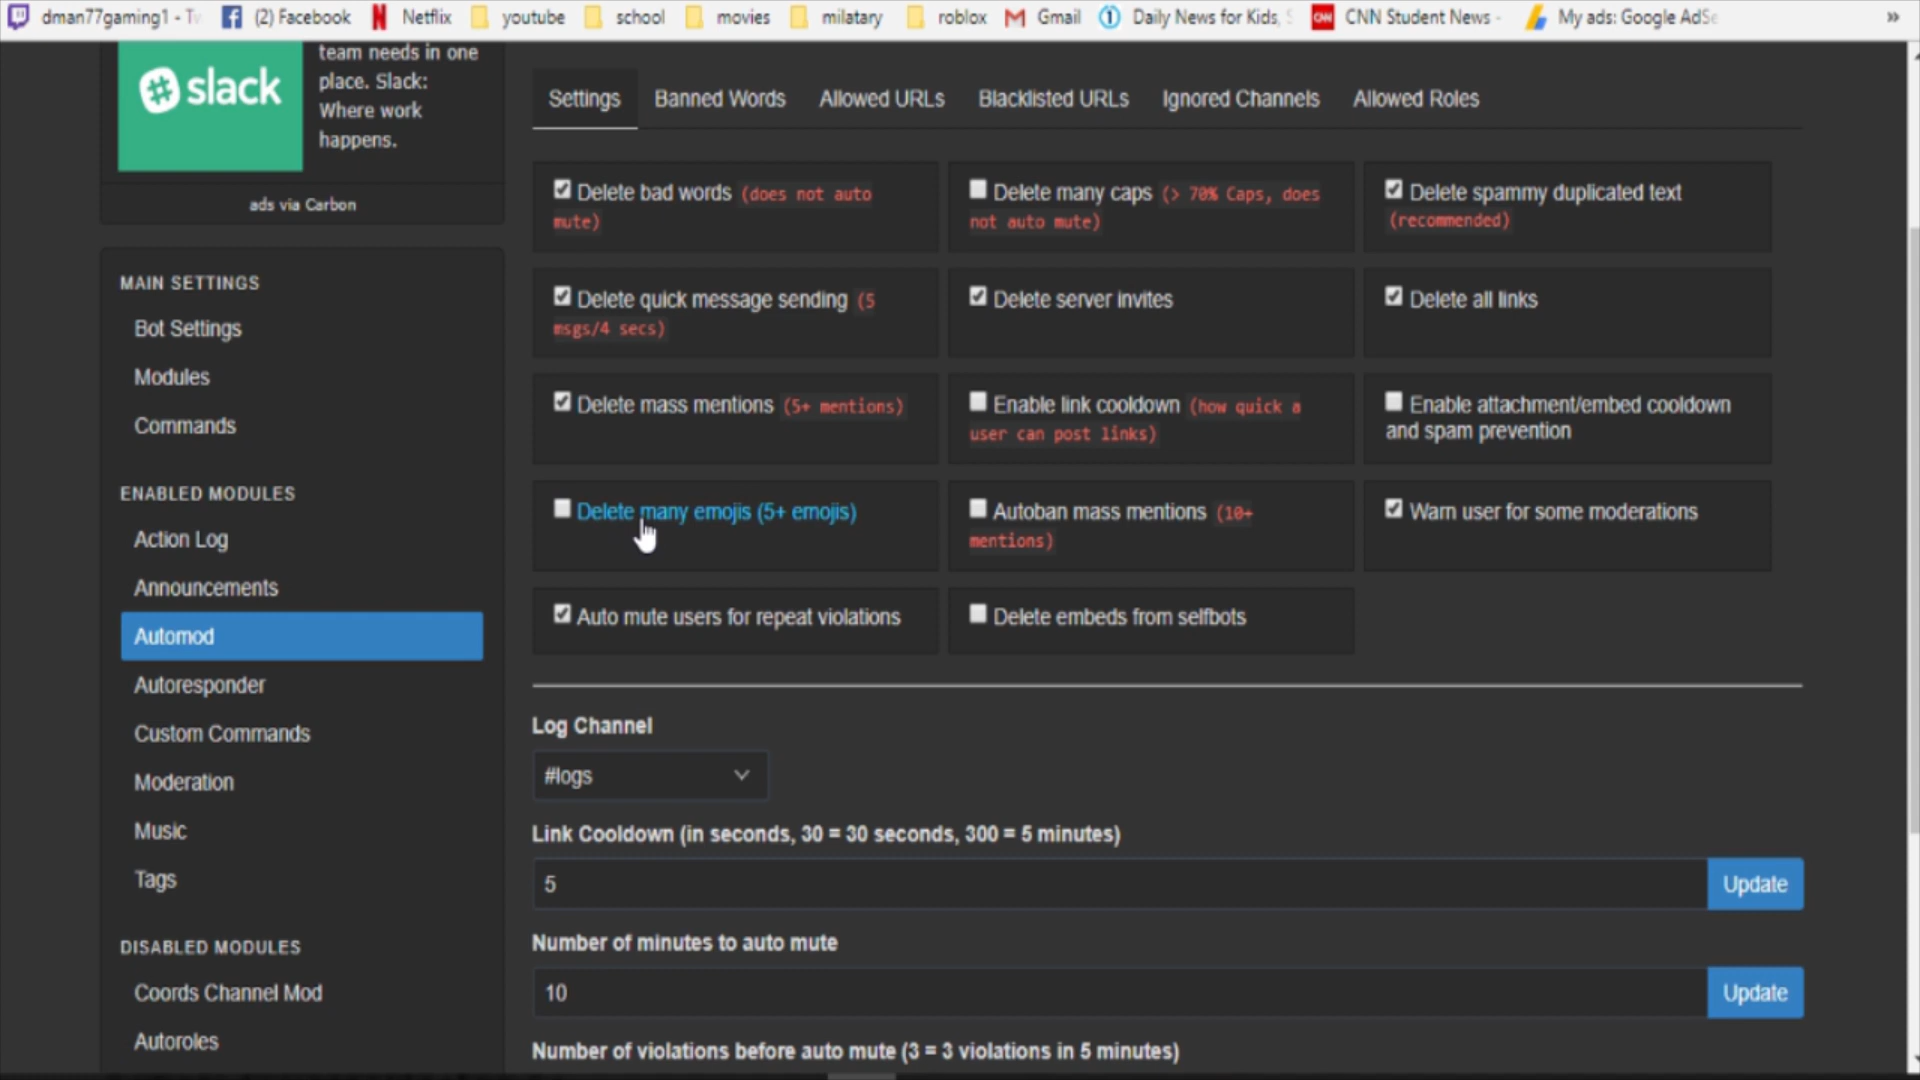 dman77gaming1 - Tw
(2) Facebook
Netflix
youtube
school
movies
milatary
roblox
Gmail
Daily News for Kids, S
CNN Student News -
My ads: Google AdSe
»
slack
team needs in one
place. Slack:
Where work
happens.
ads via Carbon
MAIN SETTINGS
Bot Settings
Modules
Commands
ENABLED MODULES
Action Log
Announcements
Automod
Autoresponder
Custom Commands
Moderation
Music
Tags
DISABLED MODULES
Coords Channel Mod
Autoroles
Settings
Banned Words
Allowed URLs
Blacklisted URLs
Ignored Channels
Allowed Roles
Delete bad words (does not auto
mute)
Delete many caps (> 70% Caps, does
not auto mute)
Delete spammy duplicated text
(recommended)
Delete quick message sending (5
msgs/4 secs)
Delete server invites
Delete all links
Delete mass mentions (5+ mentions)
Enable link cooldown (how quick a
user can post links)
Enable attachment/embed cooldown
and spam prevention
Delete many emojis (5+ emojis)
Autoban mass mentions (10+
mentions)
Warn user for some moderations
Auto mute users for repeat violations
Delete embeds from selfbots
Log Channel
#logs
Link Cooldown (in seconds, 30 = 30 seconds, 300 = 5 minutes)
5
Update
Number of minutes to auto mute
10
Update
Number of violations before auto mute (3 = 3 violations in 5 minutes)